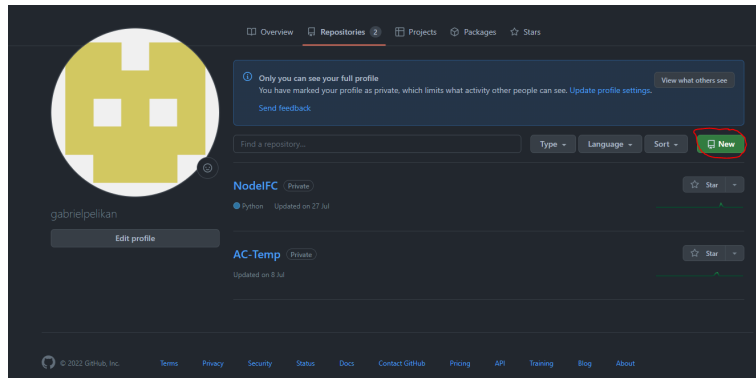 Overview Repositories 2 Projects Packages Stars
Only you can see your full profile
You have marked your profile as private, which limits what activity other people can see. Update profile settings.
Send feedback
View what others see
Find a repository...
Type Language Sort New
NodeIFC Private
Star
Python Updated on 27 Jul
gabrielpelikan
Edit profile
AC-Temp Private
Star
Updated on 8 Jul
© 2022 GitHub, Inc. Terms Privacy Security Status Docs Contact GitHub Pricing API Training Blog About